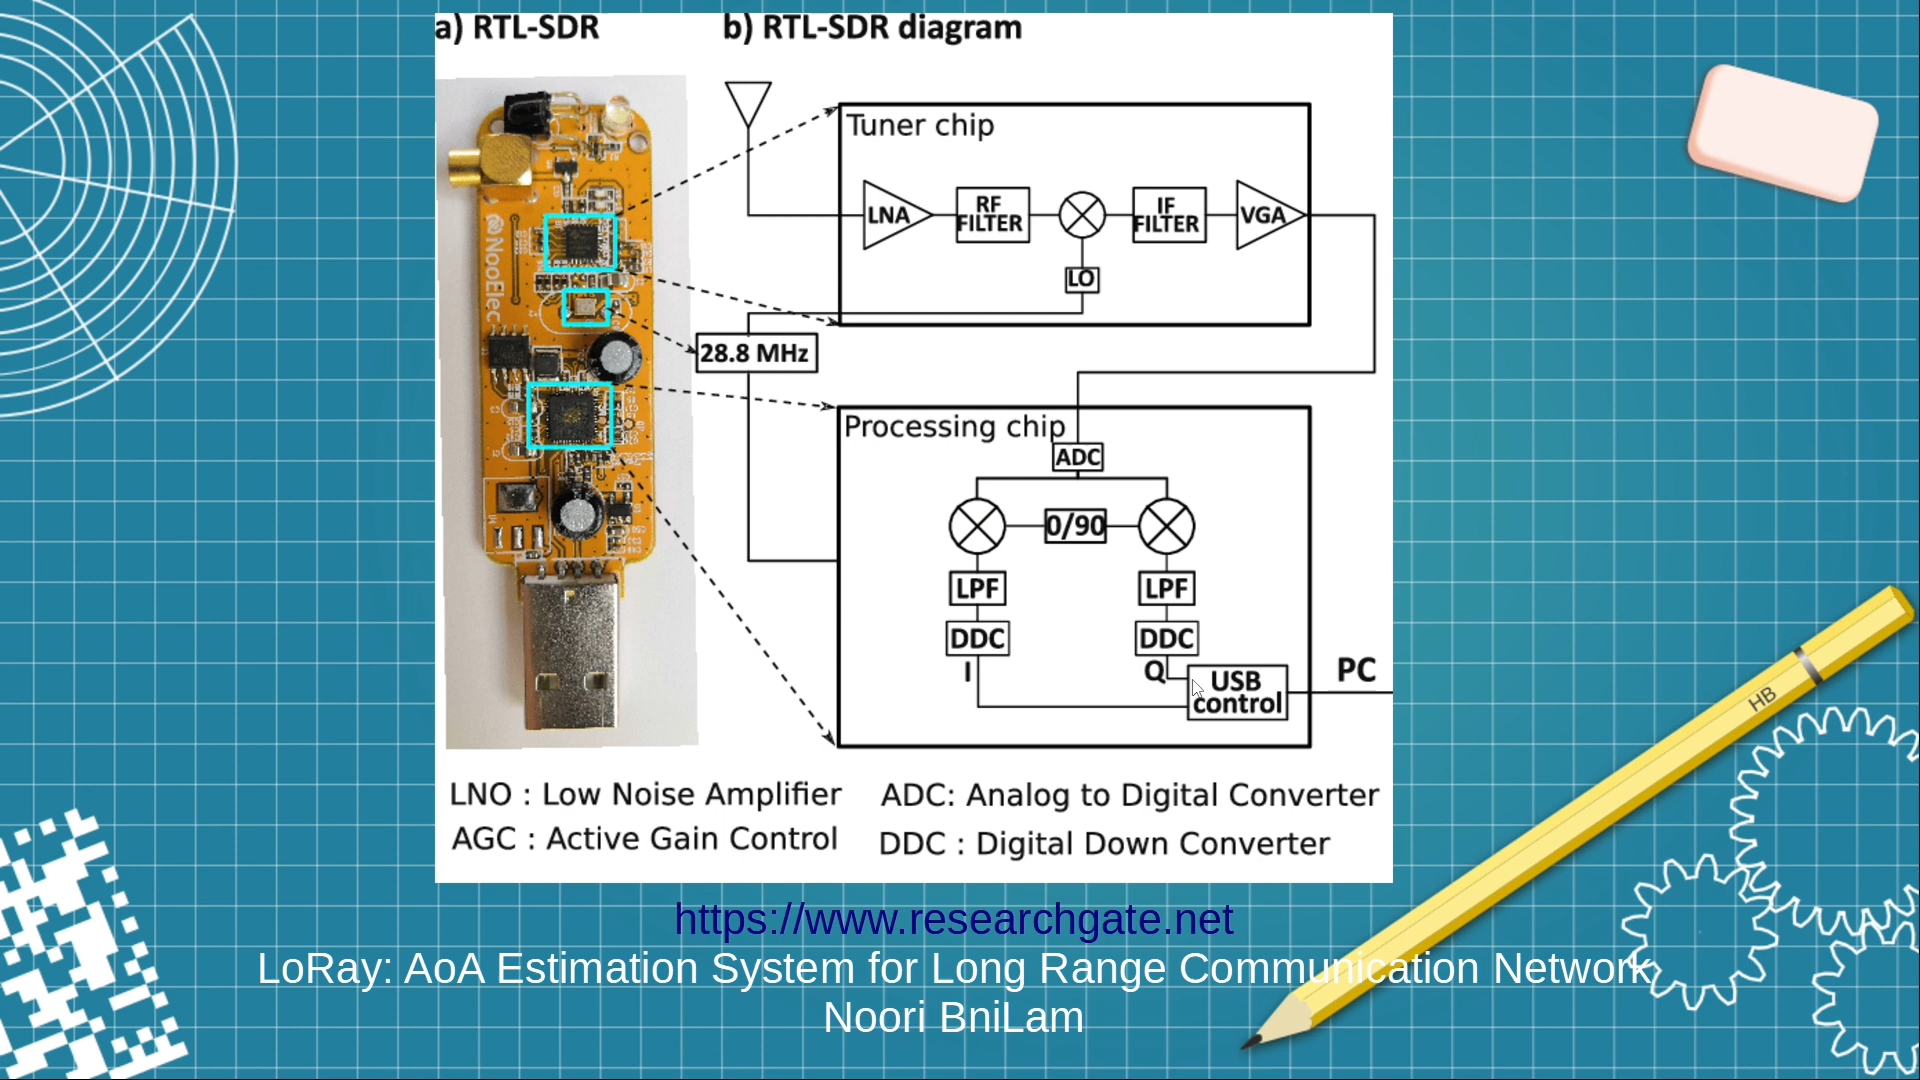 a) RTL-SDR
b) RTL-SDR diagram
@NooElec
Tuner chip
LNA
RF
FILTER
IF
FILTER
VGA
LO
28.8 MHz
Processing chip
ADC
0/90
LPF
LPF
DDC
DDC
I
Q
USB
control
PC
LNO : Low Noise Amplifier
ADC: Analog to Digital Converter
AGC : Active Gain Control
DDC : Digital Down Converter
HB
https://www.researchgate.net
LoRay: AoA Estimation System for Long Range Communication Network
Noori BniLam